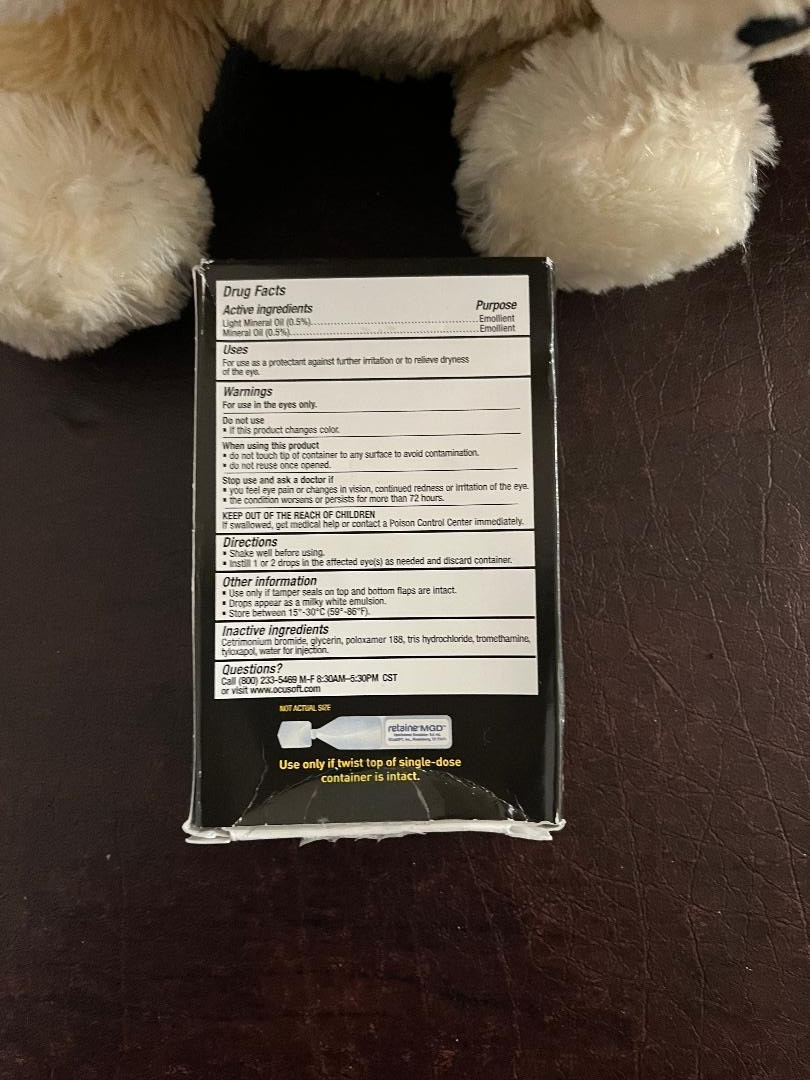 Drug Facts
Active ingredients Purpose
Light Mineral Oil (0.5%)........................................Emollient
Mineral Oil (0.5%)..............................................Emollient
Uses
For use as a protectant against further irritation or to relieve dryness
of the eye.
Warnings
For use in the eyes only.
Do not use
▪ if this product changes color.
When using this product
▪ do not touch tip of container to any surface to avoid contamination.
▪ do not reuse once opened.
Stop use and ask a doctor if
▪ you feel eye pain or changes in vision, continued redness or irritation of the eye.
▪ the condition worsens or persists for more than 72 hours.
KEEP OUT OF THE REACH OF CHILDREN
If swallowed, get medical help or contact a Poison Control Center immediately.
Directions
▪ Shake well before using.
▪ Instill 1 or 2 drops in the affected eye(s) as needed and discard container.
Other information
▪ Use only if tamper seals on top and bottom flaps are intact.
▪ Drops appear as a milky white emulsion.
▪ Store between 15°-30°C (59°-86°F).
Inactive ingredients
Cetrimonium bromide, glycerin, poloxamer 188, tris hydrochloride, tromethamine,
tyloxapol, water for injection.
Questions?
Call (800) 233-5469 M-F 8:30AM–5:30PM CST
or visit www.ocusoft.com
NOT ACTUAL SIZE
retaine MGD™
Use only if twist top of single-dose
container is intact.